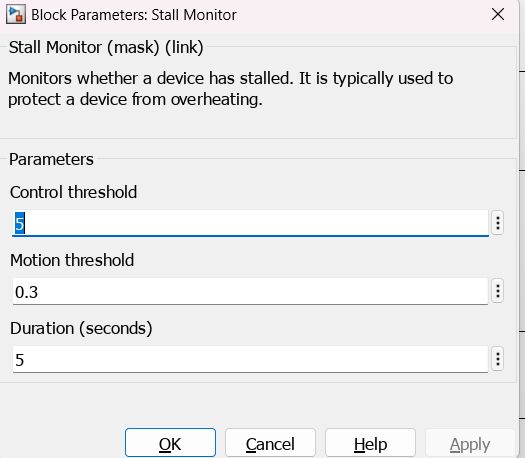 Block Parameters: Stall Monitor
Stall Monitor (mask) (link)
Monitors whether a device has stalled. It is typically used to
protect a device from overheating.
Parameters
Control threshold
5
Motion threshold
0.3
Duration (seconds)
5
OK Cancel Help Apply